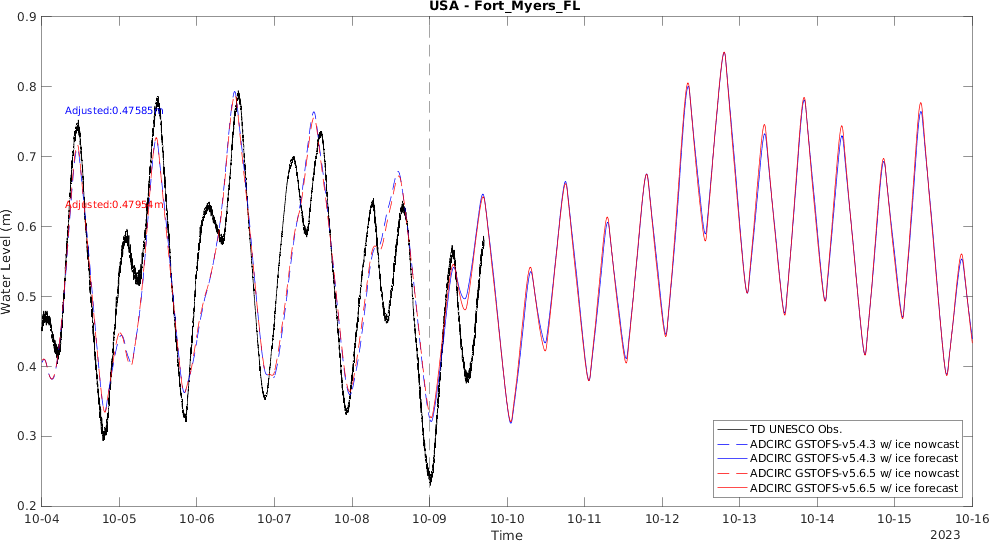 USA - Fort_Myers_FL
0.9
0.8
0.7
0.6
0.5
0.4
0.3
0.2
Water Level (m)
Adjusted:0.47585m
Adjusted:0.47954m
TD UNESCO Obs.
ADCIRC GSTOFS-v5.4.3 w/ ice nowcast
ADCIRC GSTOFS-v5.4.3 w/ ice forecast
ADCIRC GSTOFS-v5.6.5 w/ ice nowcast
ADCIRC GSTOFS-v5.6.5 w/ ice forecast
10-04 10-05 10-06 10-07 10-08 10-09 10-10 10-11 10-12 10-13 10-14 10-15 10-16
Time
2023